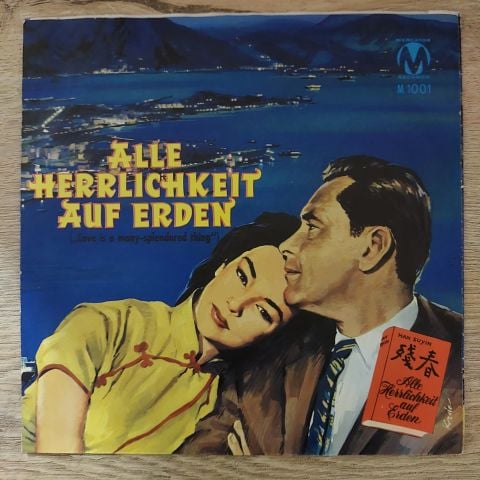 MERCATOR
RECORDS
M 1001
ALLE
HERRLICHKEIT
AUF ERDEN
(„Love is a many-splendored thing")
HAN SUYIN
殘春
Alle
Herrlichkeit
auf
Erden